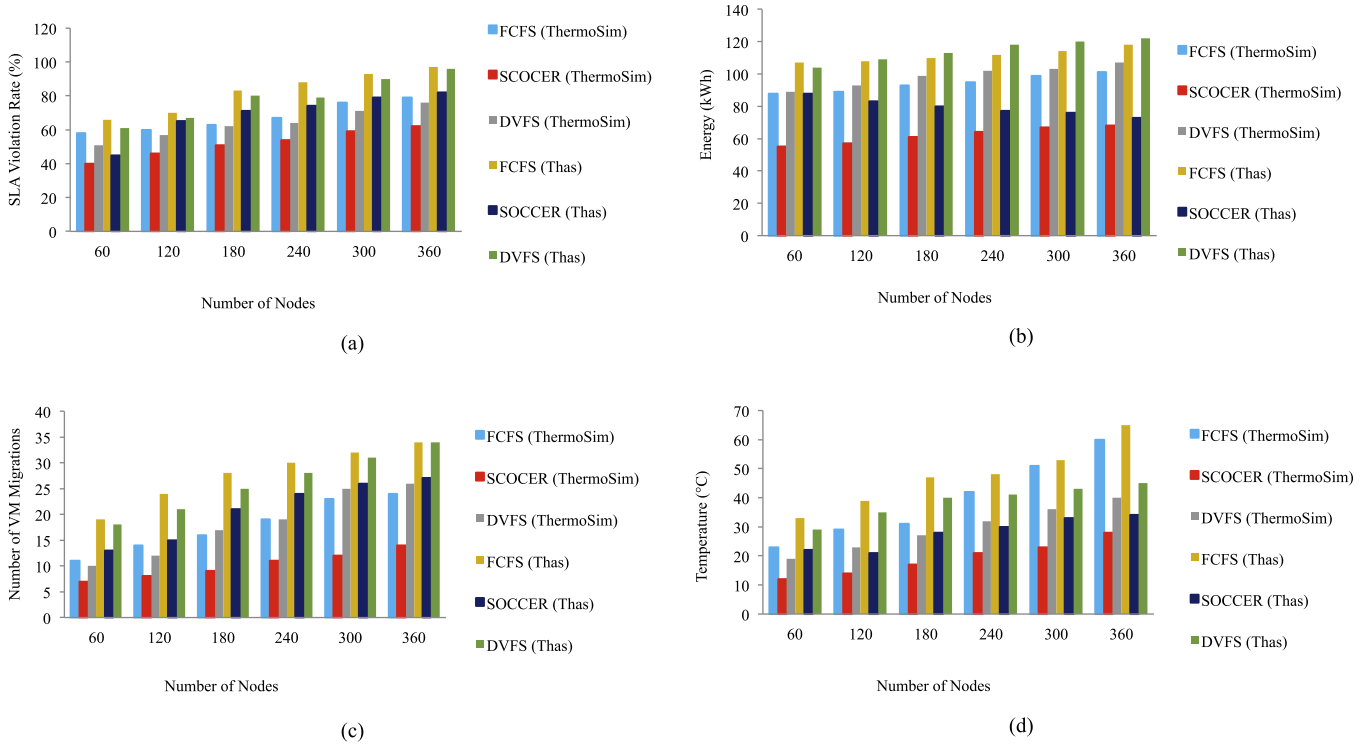 120
100
80
60
40
20
0
SLA Violation Rate (%)
60 120 180 240 300 360
Number of Nodes
FCFS (ThermoSim)
SCOCER (ThermoSim)
DVFS (ThermoSim)
FCFS (Thas)
SOCCER (Thas)
DVFS (Thas)
(a)
140
120
100
80
60
40
20
0
Energy (kWh)
60 120 180 240 300 360
Number of Nodes
FCFS (ThermoSim)
SCOCER (ThermoSim)
DVFS (ThermoSim)
FCFS (Thas)
SOCCER (Thas)
DVFS (Thas)
(b)
40
35
30
25
20
15
10
5
0
Number of VM Migrations
60 120 180 240 300 360
Number of Nodes
FCFS (ThermoSim)
SCOCER (ThermoSim)
DVFS (ThermoSim)
FCFS (Thas)
SOCCER (Thas)
DVFS (Thas)
(c)
70
60
50
40
30
20
10
0
Temperature (°C)
60 120 180 240 300 360
Number of Nodes
FCFS (ThermoSim)
SCOCER (ThermoSim)
DVFS (ThermoSim)
FCFS (Thas)
SOCCER (Thas)
DVFS (Thas)
(d)